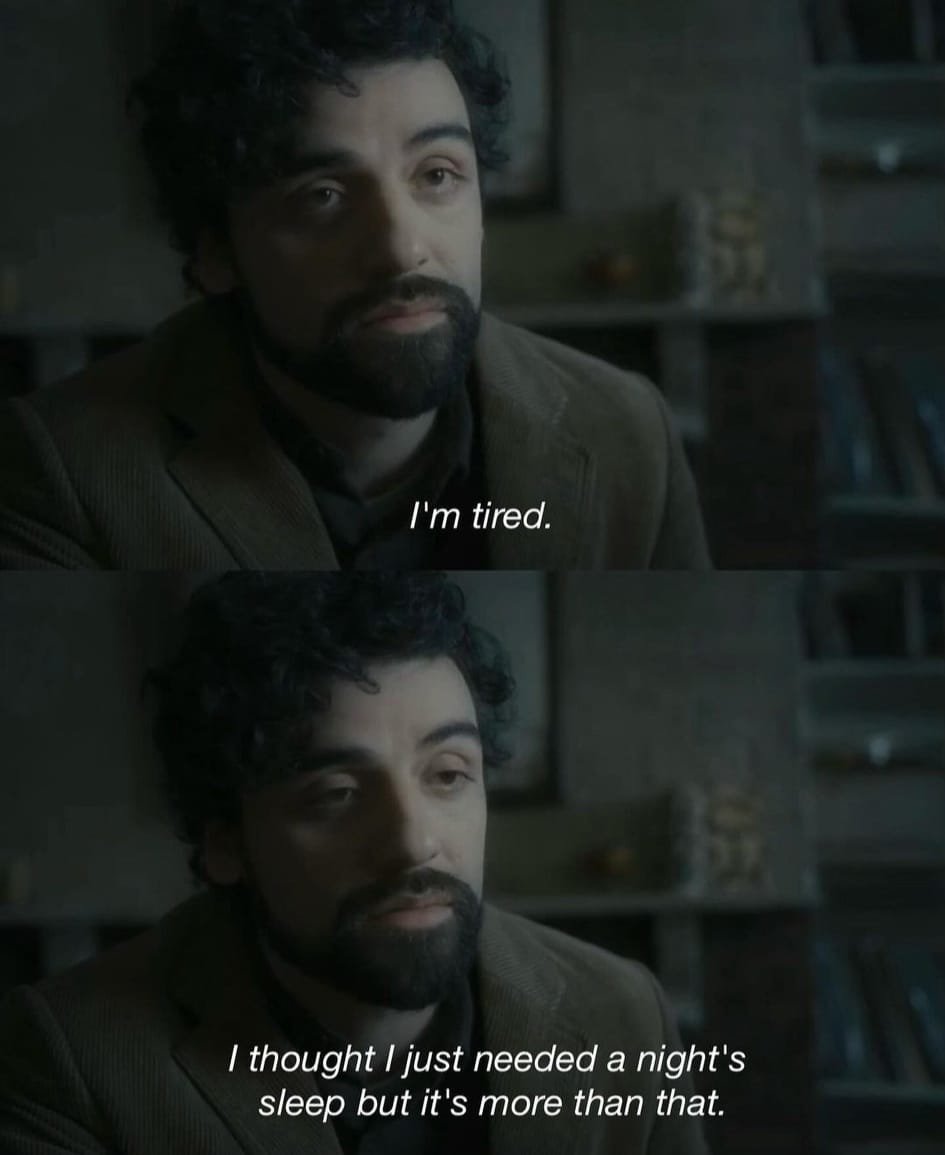 I'm tired.
I thought I just needed a night's
sleep but it's more than that.